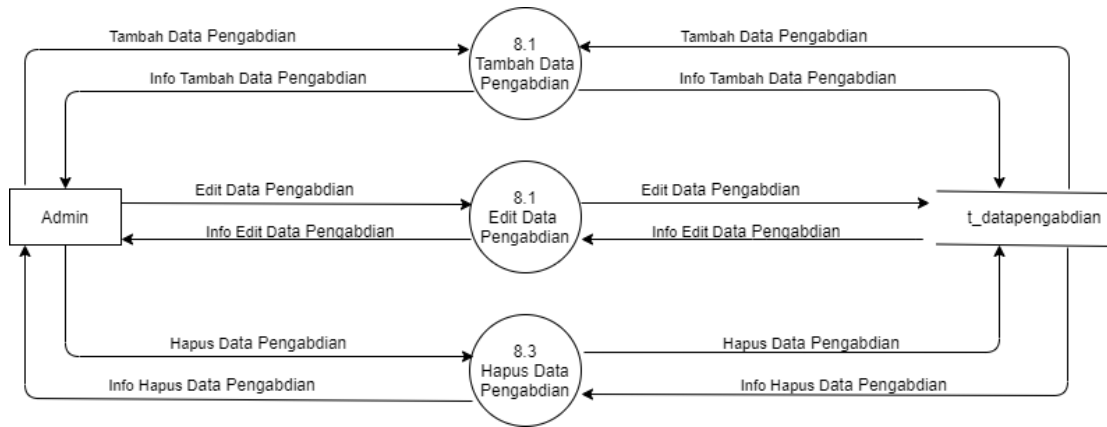 Tambah Data Pengabdian
8.1
Tambah Data
Pengabdian
Tambah Data Pengabdian
Info Tambah Data Pengabdian
Info Tambah Data Pengabdian
Edit Data Pengabdian
8.1
Edit Data
Pengabdian
Edit Data Pengabdian
Admin
t_datapengabdian
Info Edit Data Pengabdian
Info Edit Data Pengabdian
Hapus Data Pengabdian
8.3
Hapus Data
Pengabdian
Hapus Data Pengabdian
Info Hapus Data Pengabdian
Info Hapus Data Pengabdian